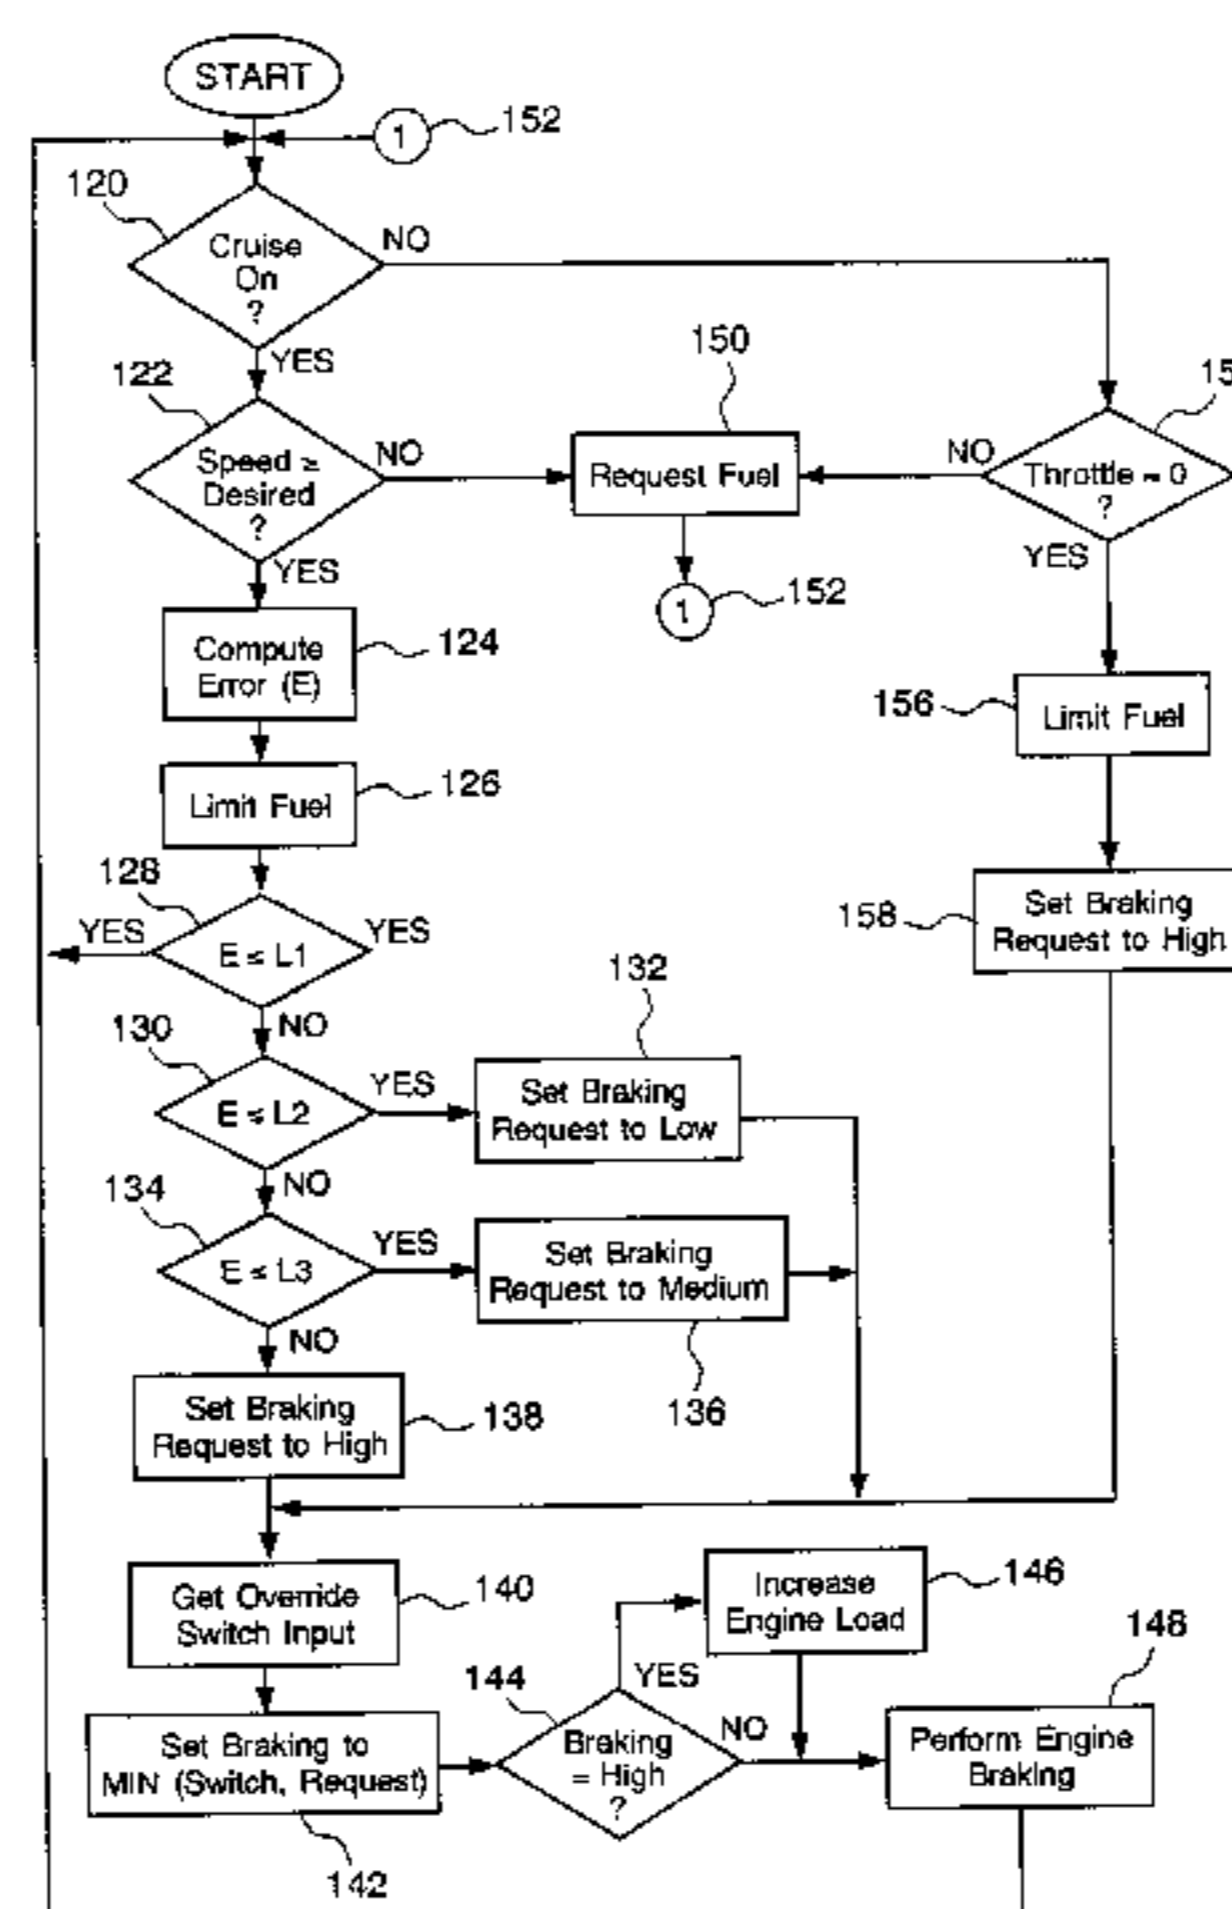 START
1
152
120
Cruise
On
?
NO
YES
122
Speed ≥
Desired
?
NO
YES
150
Request Fuel
1
152
15
Throttle = 0
?
NO
YES
124
Compute
Error (E)
156
Limit Fuel
126
Limit Fuel
128
YES
E ≤ L1
YES
NO
158
Set Braking
Request to High
130
E ≤ L2
YES
NO
132
Set Braking
Request to Low
134
E ≤ L3
YES
NO
Set Braking
Request to Medium
136
Set Braking
Request to High
138
Get Override
Switch Input
140
Increase
Engine Load
146
Set Braking to
MIN (Switch, Request)
142
144
Braking
= High
?
YES
NO
148
Perform Engine
Braking